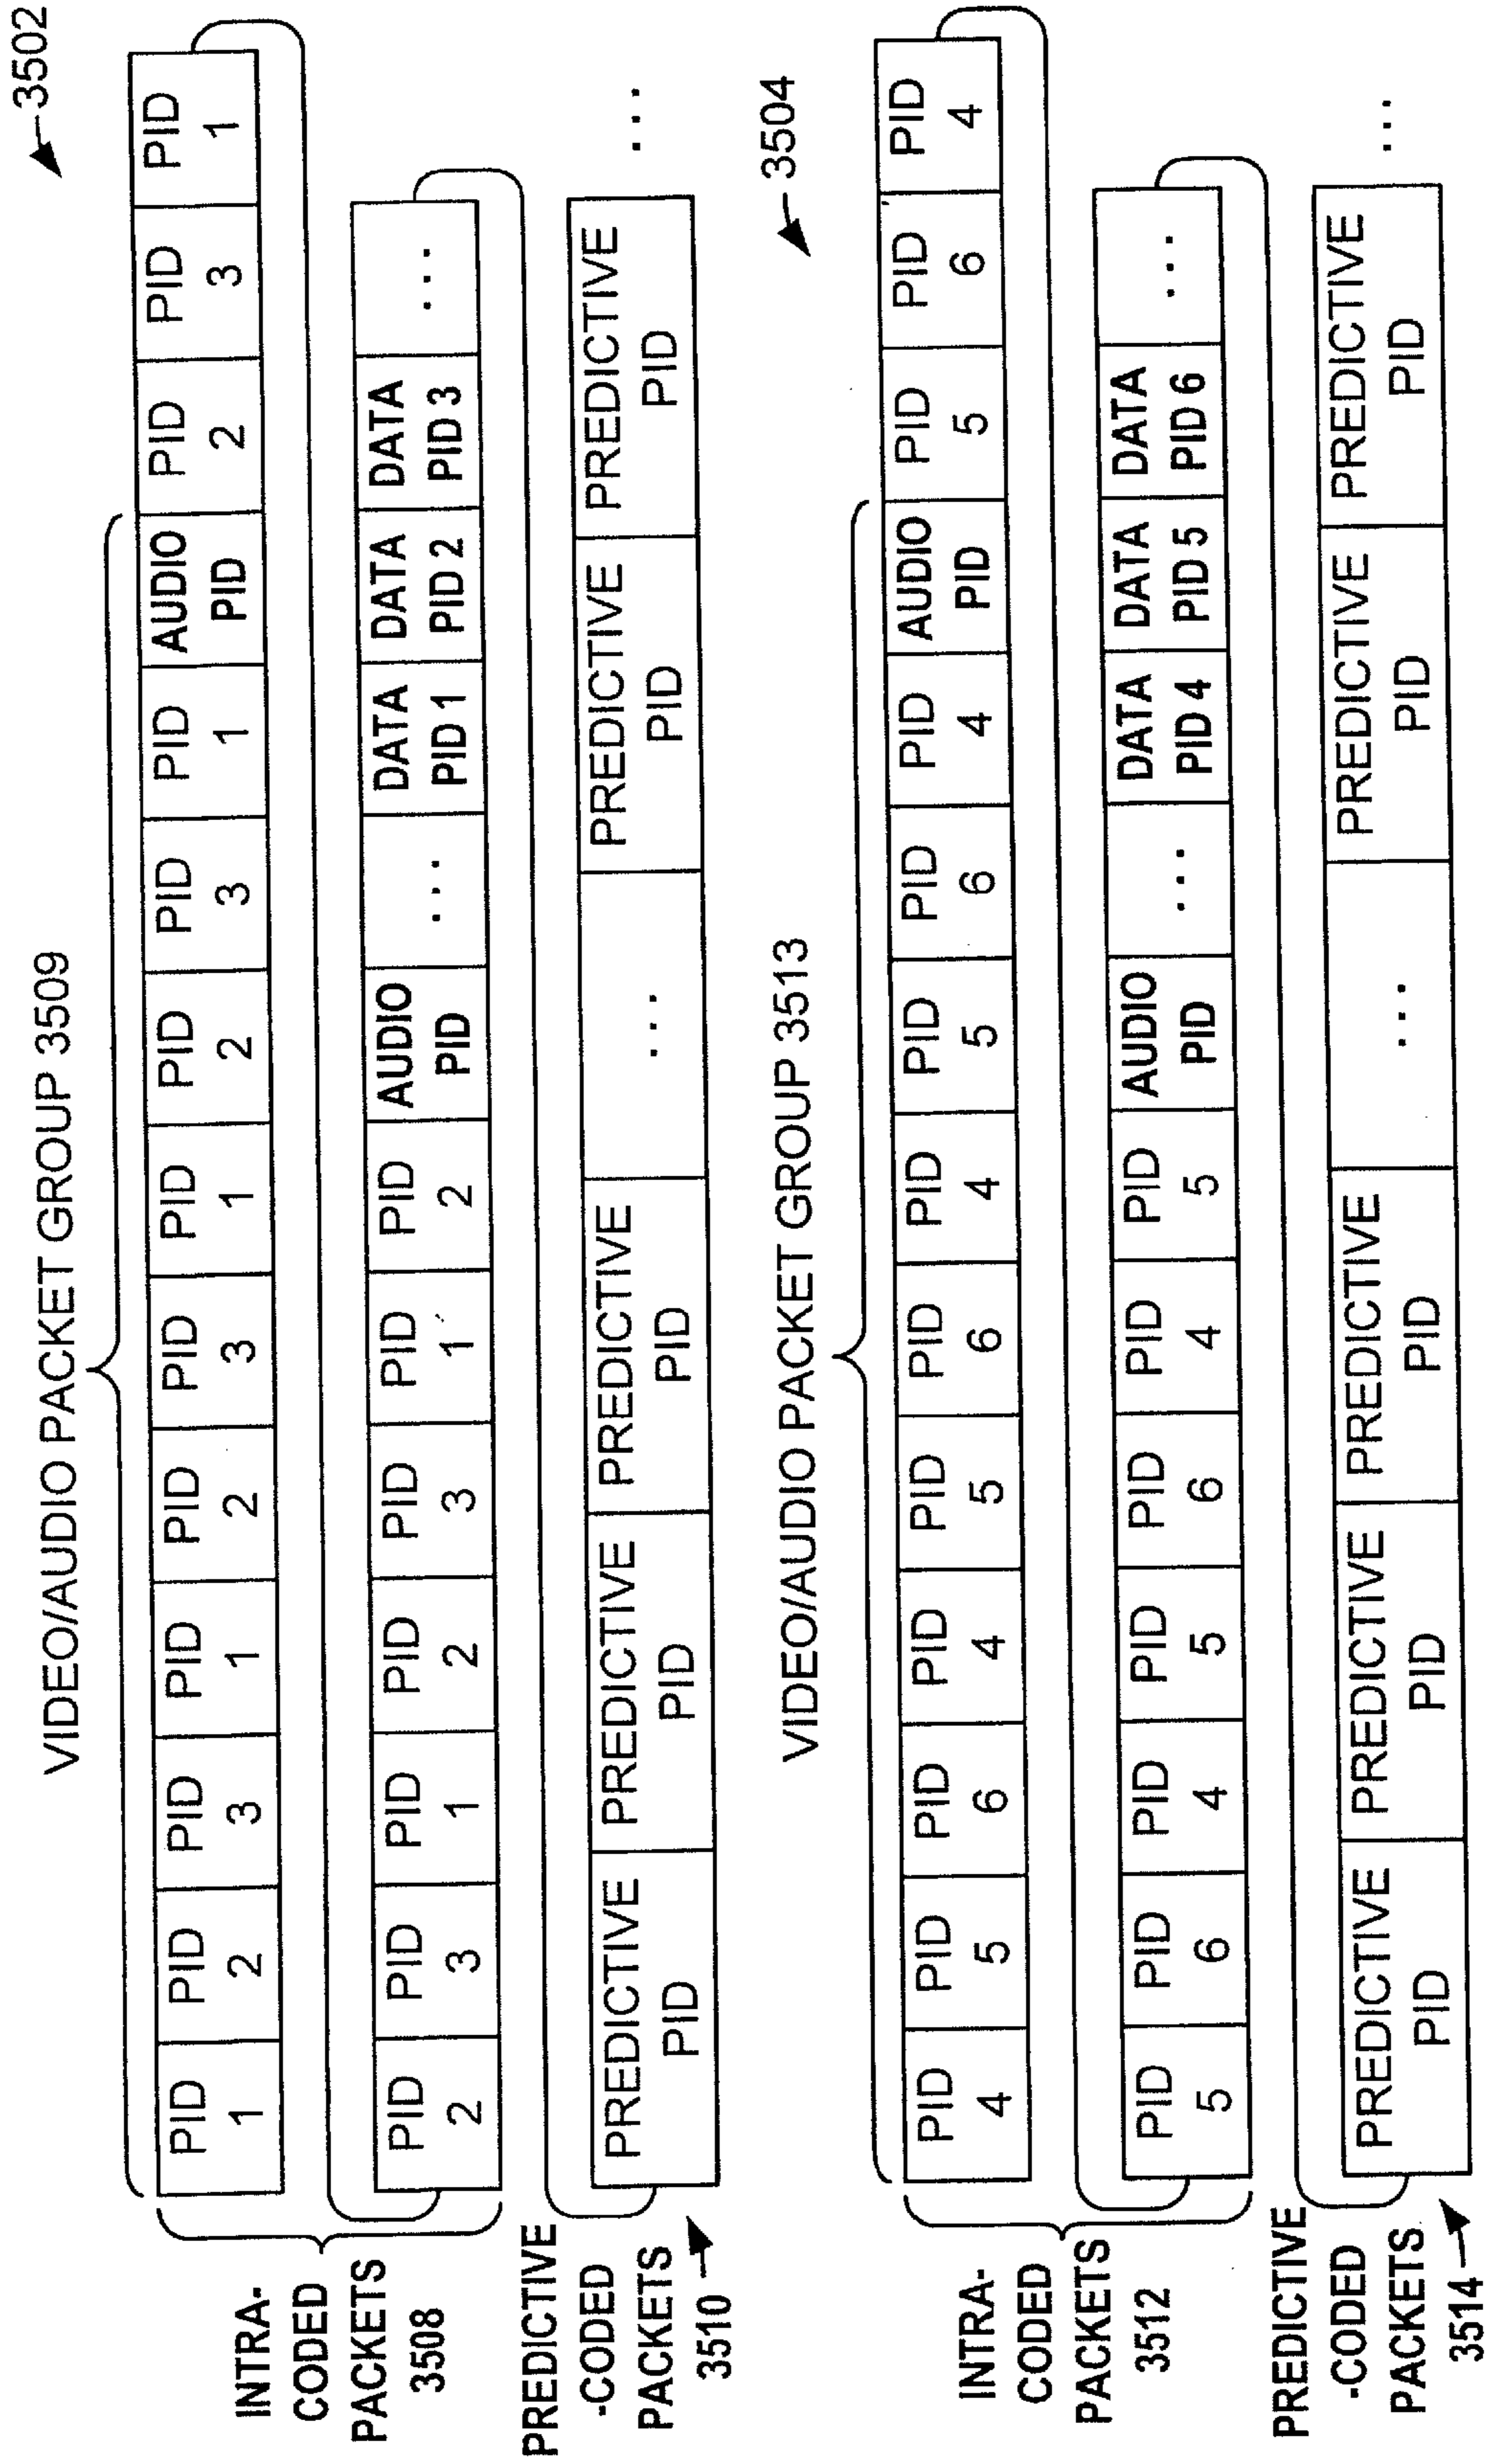 3502
VIDEO/AUDIO PACKET GROUP 3509
PID PID PID PID PID PID PID PID PID PID AUDIO PID PID PID
1 2 3 1 2 3 1 2 3 1 PID 2 3 1
INTRA-
CODED
PACKETS
3508
PID PID PID PID PID PID PID AUDIO ... DATA DATA DATA ...
2 3 1 2 3 1 2 PID PID 1 PID 2 PID 3
PREDICTIVE
-CODED
PACKETS
3510
PREDICTIVE PREDICTIVE PREDICTIVE ... PREDICTIVE PREDICTIVE ...
PID PID PID PID PID
3504
VIDEO/AUDIO PACKET GROUP 3513
PID PID PID PID PID PID PID PID PID PID AUDIO PID PID PID
4 5 6 4 5 6 4 5 6 4 PID 5 6 4
INTRA-
CODED
PACKETS
3512
PID PID PID PID PID PID PID AUDIO ... DATA DATA DATA ...
5 6 4 5 6 4 5 PID PID 4 PID 5 PID 6
PREDICTIVE
-CODED
PACKETS
3514
PREDICTIVE PREDICTIVE PREDICTIVE ... PREDICTIVE PREDICTIVE ...
PID PID PID PID PID